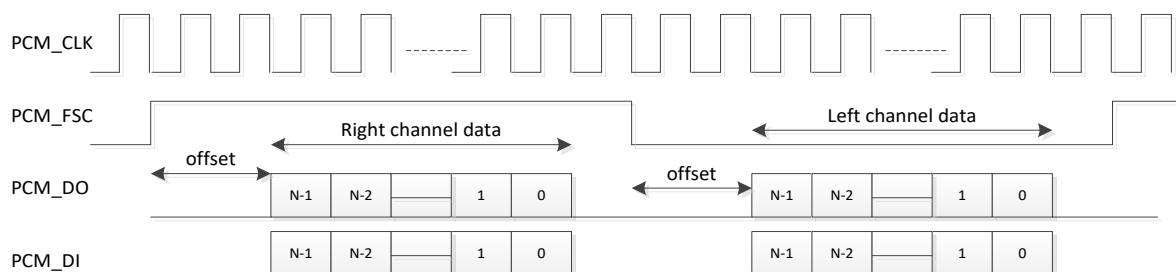 PCM_CLK
PCM_FSC
Right channel data
Left channel data
offset
offset
PCM_DO
N-1 N-2 1 0 N-1 N-2 1 0
PCM_DI
N-1 N-2 1 0 N-1 N-2 1 0